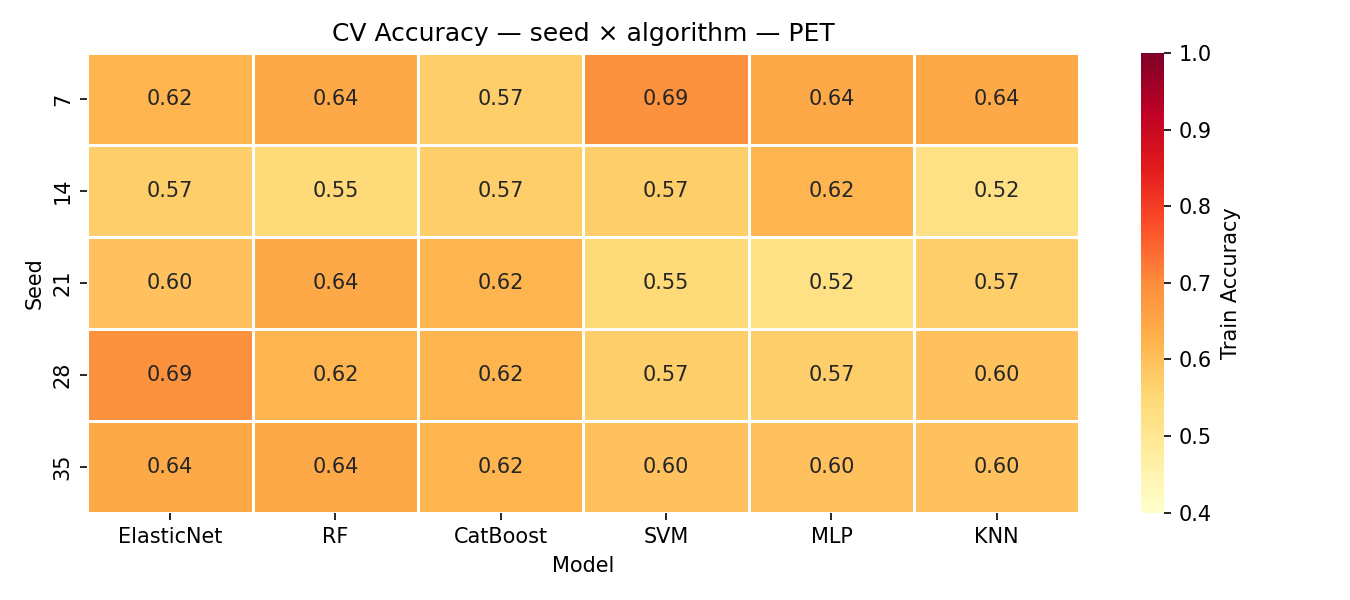 CV Accuracy — seed × algorithm — PET
7 0.62 0.64 0.57 0.69 0.64 0.64
14 0.57 0.55 0.57 0.57 0.62 0.52
21 0.60 0.64 0.62 0.55 0.52 0.57
28 0.69 0.62 0.62 0.57 0.57 0.60
35 0.64 0.64 0.62 0.60 0.60 0.60
Seed
ElasticNet RF CatBoost SVM MLP KNN
Model
1.0
0.9
0.8
0.7
0.6
0.5
0.4
Train Accuracy